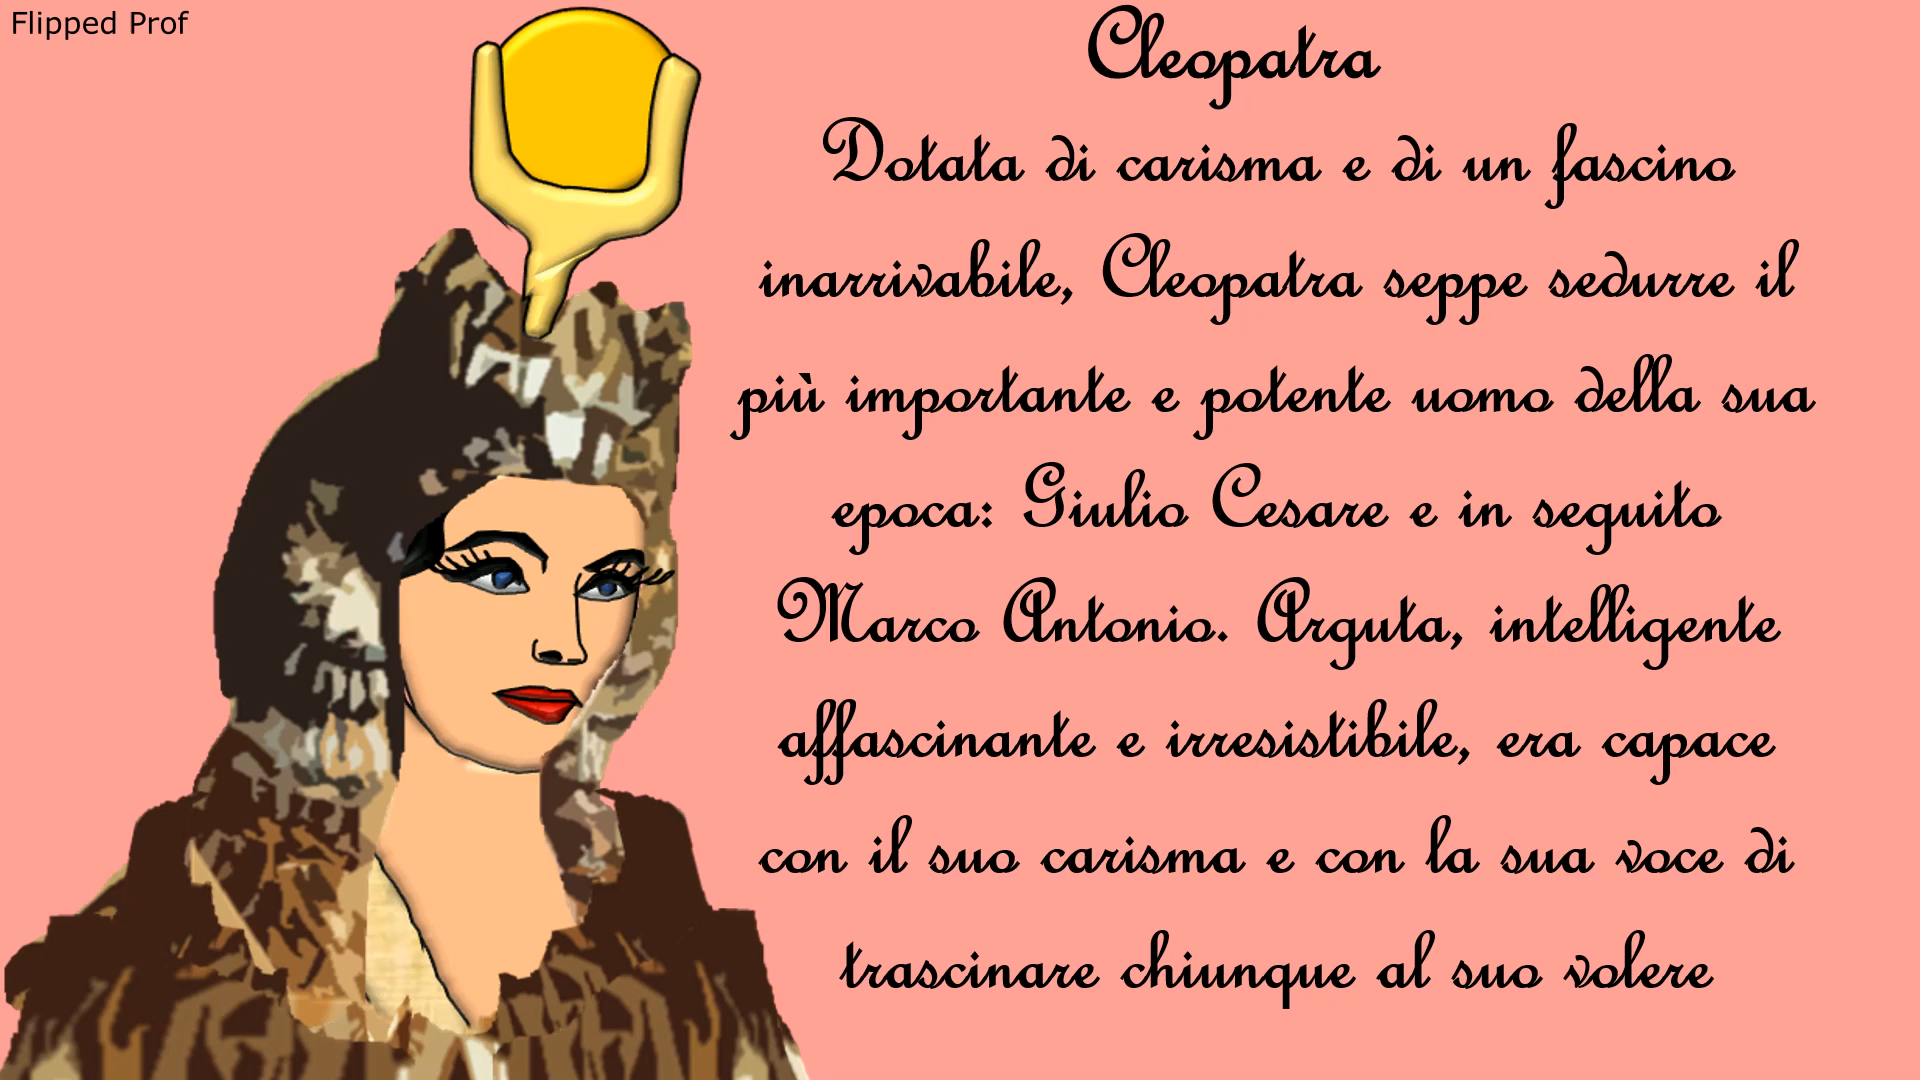 Flipped Prof
Cleopatra
Dotata di carisma e di un fascino
inarrivabile, Cleopatra seppe sedurre il
più importante e potente uomo della sua
epoca: Giulio Cesare e in seguito
Marco Antonio. Arguta, intelligente
affascinante e irresistibile, era capace
con il suo carisma e con la sua voce di
trascinare chiunque al suo volere